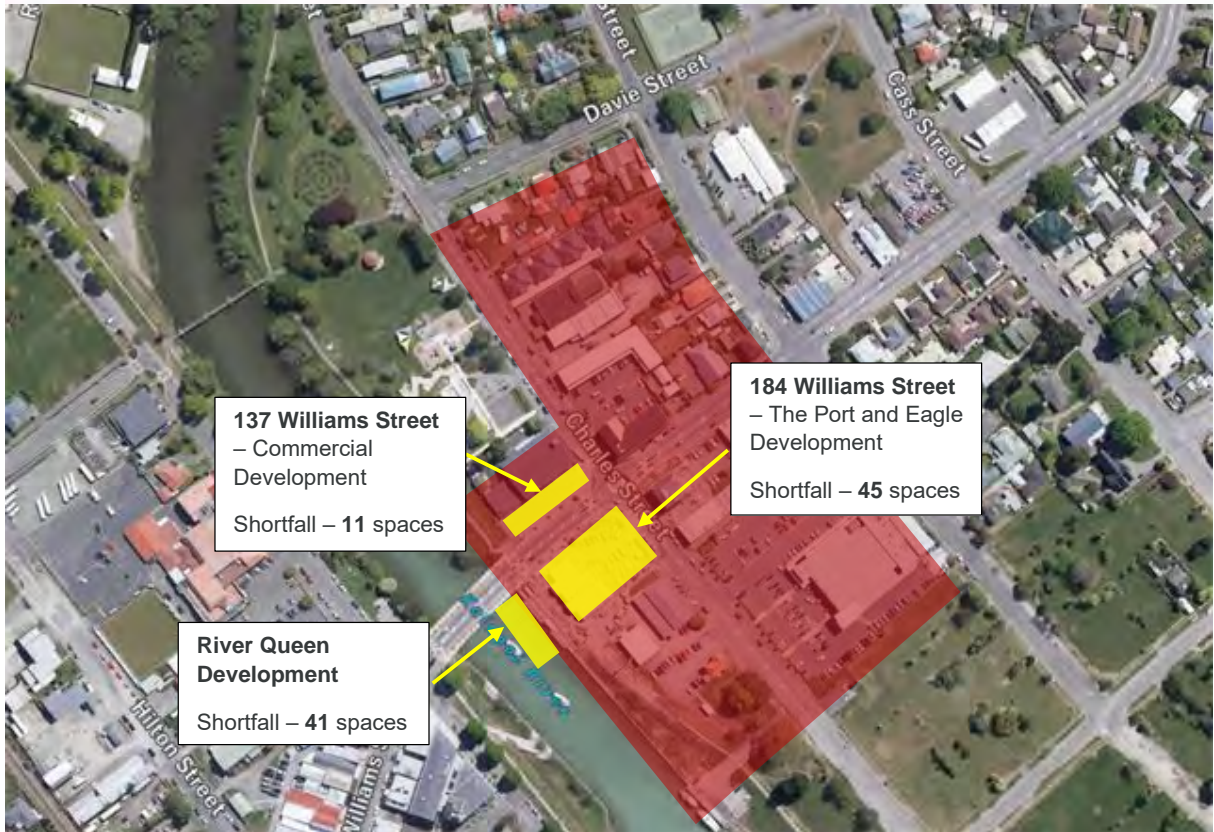 Street
Davie Street
Cass Street
137 Williams Street
– Commercial
Development
Shortfall – 11 spaces
184 Williams Street
– The Port and Eagle
Development
Shortfall – 45 spaces
Charles Street
River Queen
Development
Shortfall – 41 spaces
Hilton Street
Williams